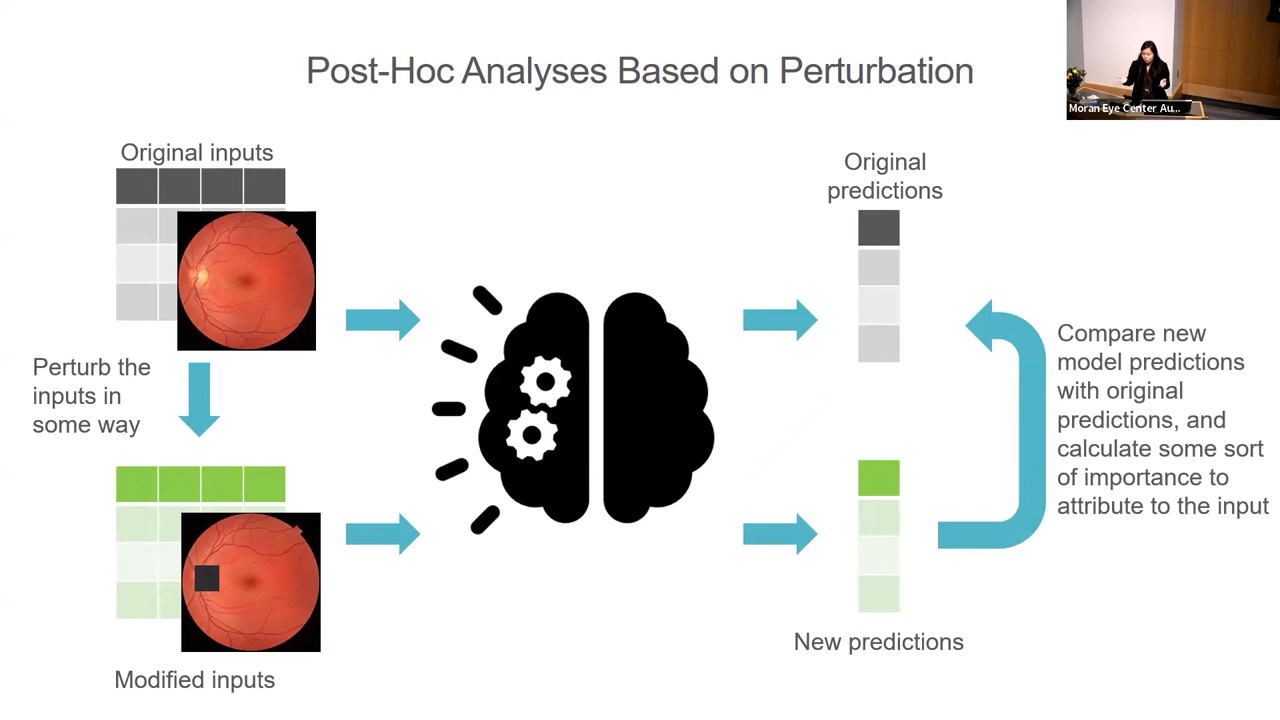 Post-Hoc Analyses Based on Perturbation
Moran Eye Center Au...
Original inputs
Original
predictions
Perturb the
inputs in
some way
Compare new
model predictions
with original
predictions, and
calculate some sort
of importance to
attribute to the input
New predictions
Modified inputs